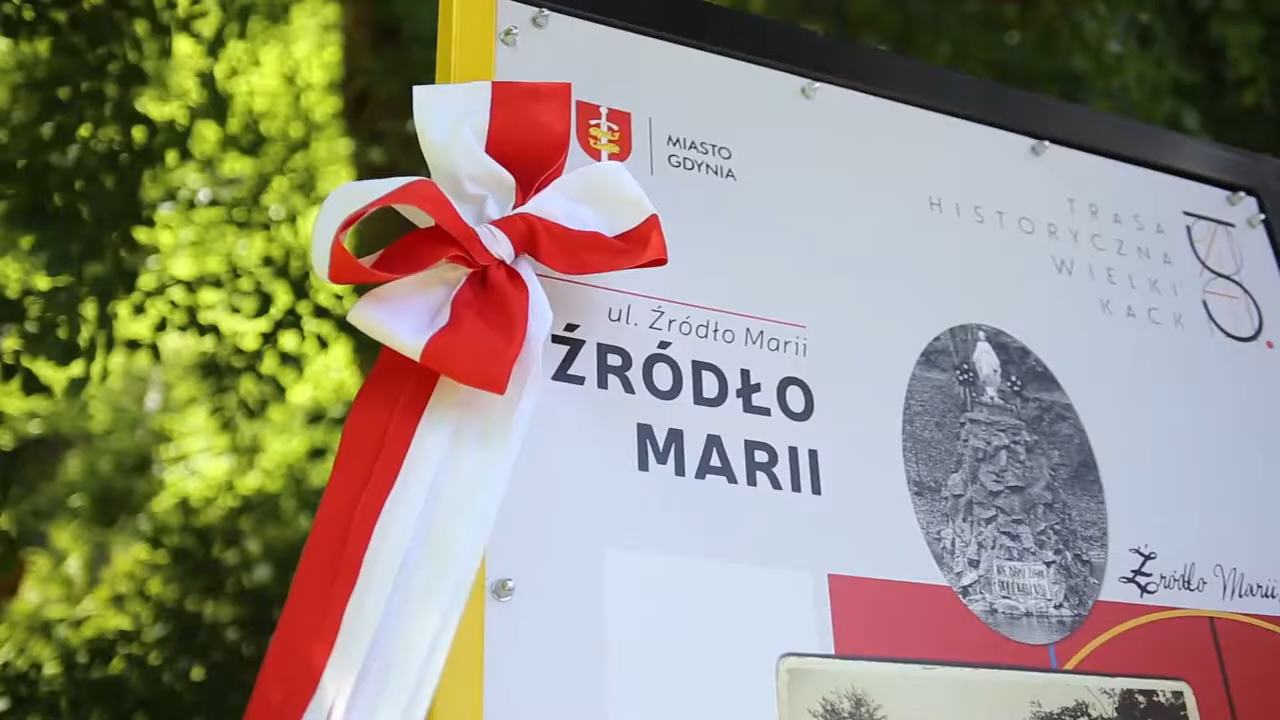 MIASTO
GDYNIA
TRASA
HISTORYCZNA
WIELKI
KACK
ul. Źródło Marii
ŹRÓDŁO
MARII
Źródło Marii